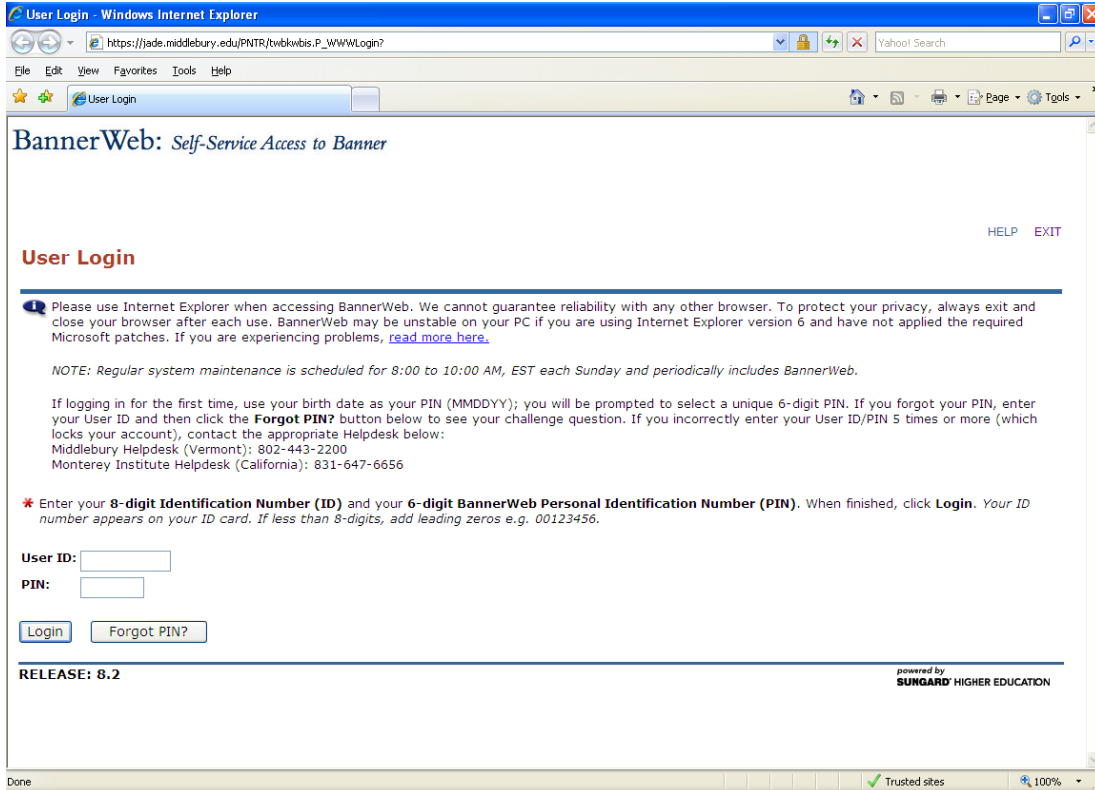 User Login - Windows Internet Explorer
https://jade.middlebury.edu/PNTR/twbkwbis.P_WWWLogin?
Yahoo! Search
File Edit View Favorites Tools Help
User Login
Page Tools
BannerWeb: Self-Service Access to Banner
HELP EXIT
User Login
Please use Internet Explorer when accessing BannerWeb. We cannot guarantee reliability with any other browser. To protect your privacy, always exit and
close your browser after each use. BannerWeb may be unstable on your PC if you are using Internet Explorer version 6 and have not applied the required
Microsoft patches. If you are experiencing problems, read more here.
NOTE: Regular system maintenance is scheduled for 8:00 to 10:00 AM, EST each Sunday and periodically includes BannerWeb.
If logging in for the first time, use your birth date as your PIN (MMDDYY); you will be prompted to select a unique 6-digit PIN. If you forgot your PIN, enter
your User ID and then click the Forgot PIN? button below to see your challenge question. If you incorrectly enter your User ID/PIN 5 times or more (which
locks your account), contact the appropriate Helpdesk below:
Middlebury Helpdesk (Vermont): 802-443-2200
Monterey Institute Helpdesk (California): 831-647-6656
* Enter your 8-digit Identification Number (ID) and your 6-digit BannerWeb Personal Identification Number (PIN). When finished, click Login. Your ID
number appears on your ID card. If less than 8-digits, add leading zeros e.g. 00123456.
User ID:
PIN:
Login Forgot PIN?
RELEASE: 8.2
powered by
SUNGARD' HIGHER EDUCATION
Done Trusted sites 100%